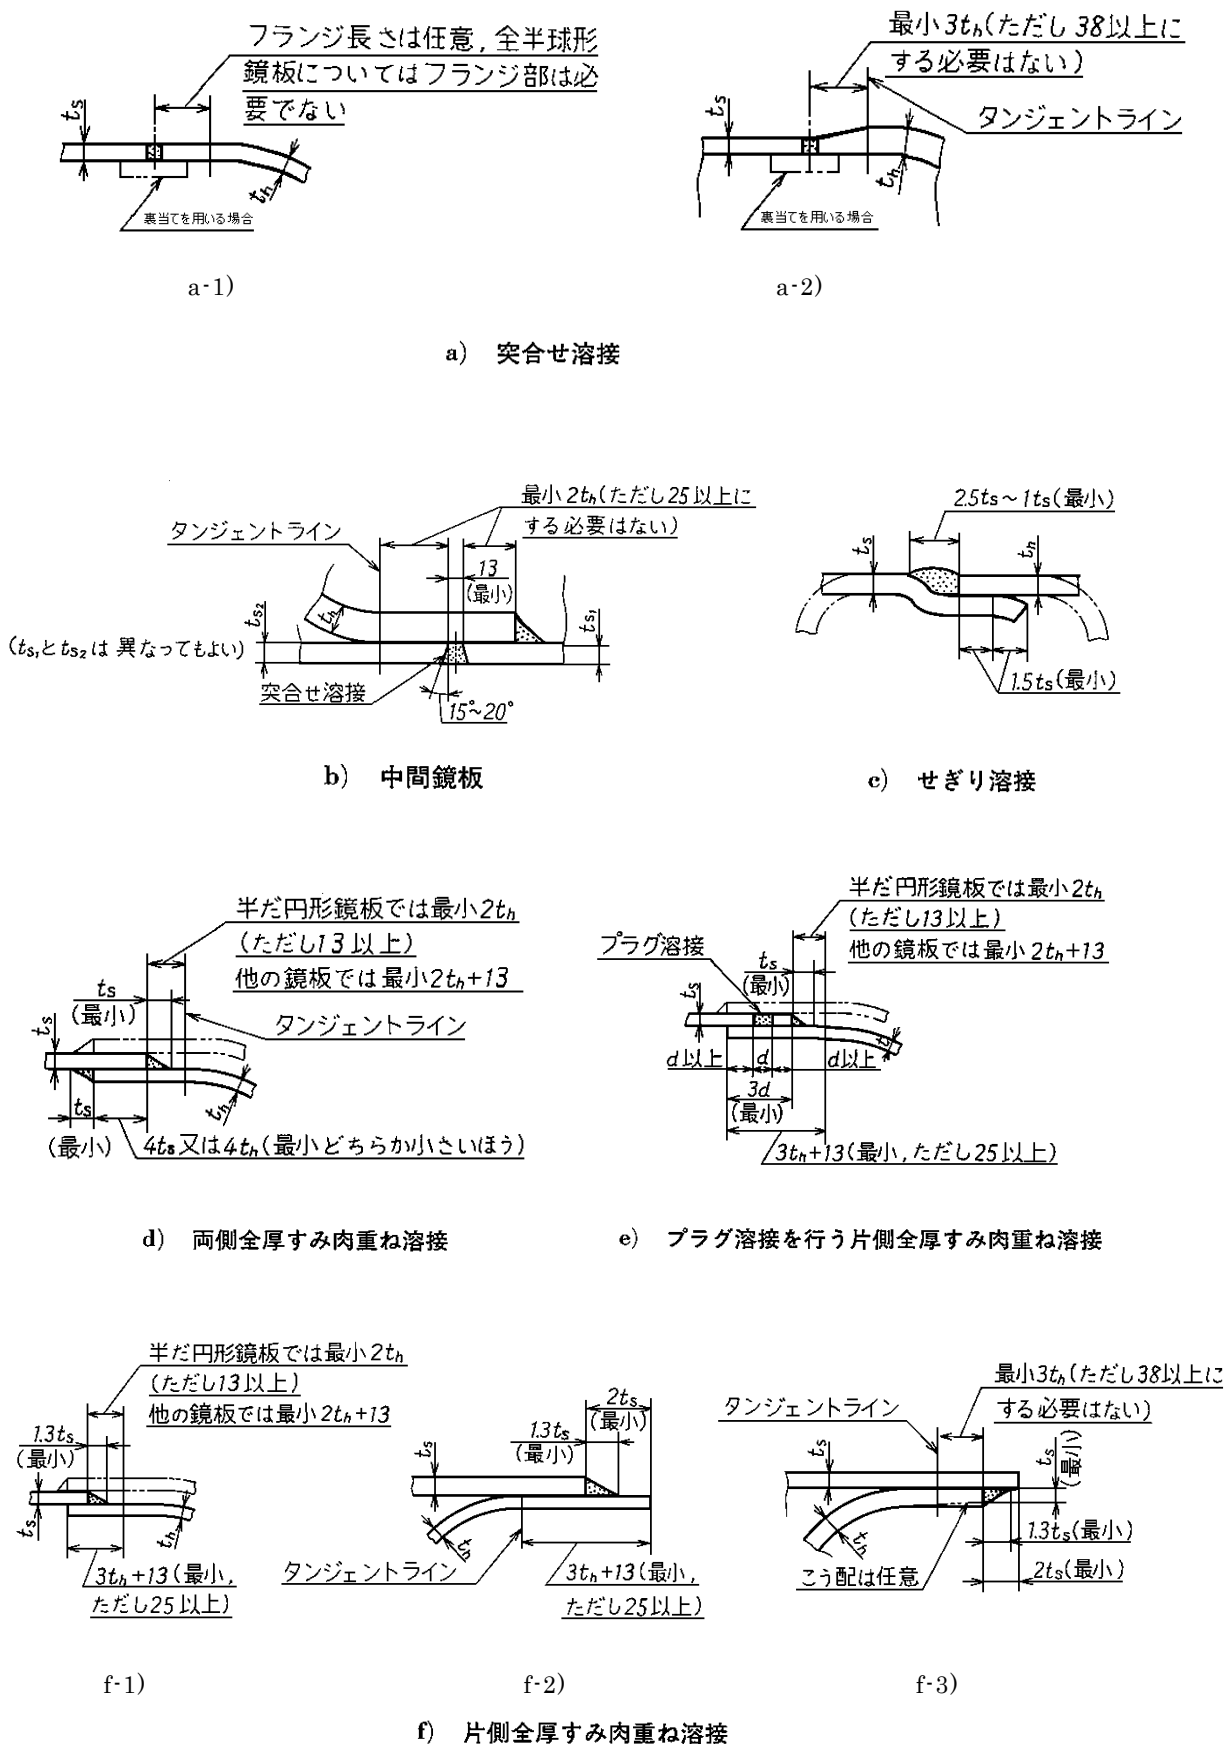 フランジ長さは任意，全半球形
鏡板についてはフランジ部は必
要でない
ts
th
裏当てを用いる場合
a-1)
最小3th(ただし 38以上に
する必要はない)
タンジェントライン
ts
th
裏当てを用いる場合
a-2)
a) 突合せ溶接
最小2th(ただし25以上に
する必要はない)
タンジェントライン
13
(最小)
th
ts2
ts1
(ts1とts2は 異なってもよい)
突合せ溶接
15°~20°
b) 中間鏡板
2.5ts～1ts(最小)
ts
th
1.5ts(最小)
c) せぎり溶接
半だ円形鏡板では最小2th
(ただし13以上)
他の鏡板では最小2th+13
ts
(最小)
タンジェントライン
ts
th
ts
(最小)
4ts又は4th(最小どちらか小さいほう)
d) 両側全厚すみ肉重ね溶接
半だ円形鏡板では最小2th
(ただし13以上)
他の鏡板では最小2th+13
プラグ溶接
ts
(最小)
ts
t
d以上
d
d以上
3d
(最小)
3th+13(最小，ただし25以上)
e) プラグ溶接を行う片側全厚すみ肉重ね溶接
半だ円形鏡板では最小2th
(ただし13以上)
他の鏡板では最小2th+13
1.3ts
(最小)
ts
th
3th+13(最小，
ただし25以上)
f-1)
2ts
(最小)
1.3ts
(最小)
ts
th
タンジェントライン
3th+13(最小，
ただし25以上)
f-2)
最小3th(ただし38以上に
する必要はない)
タンジェントライン
ts
ts
(最小)
th
こう配は任意
1.3ts(最小)
2ts(最小)
f-3)
f) 片側全厚すみ肉重ね溶接